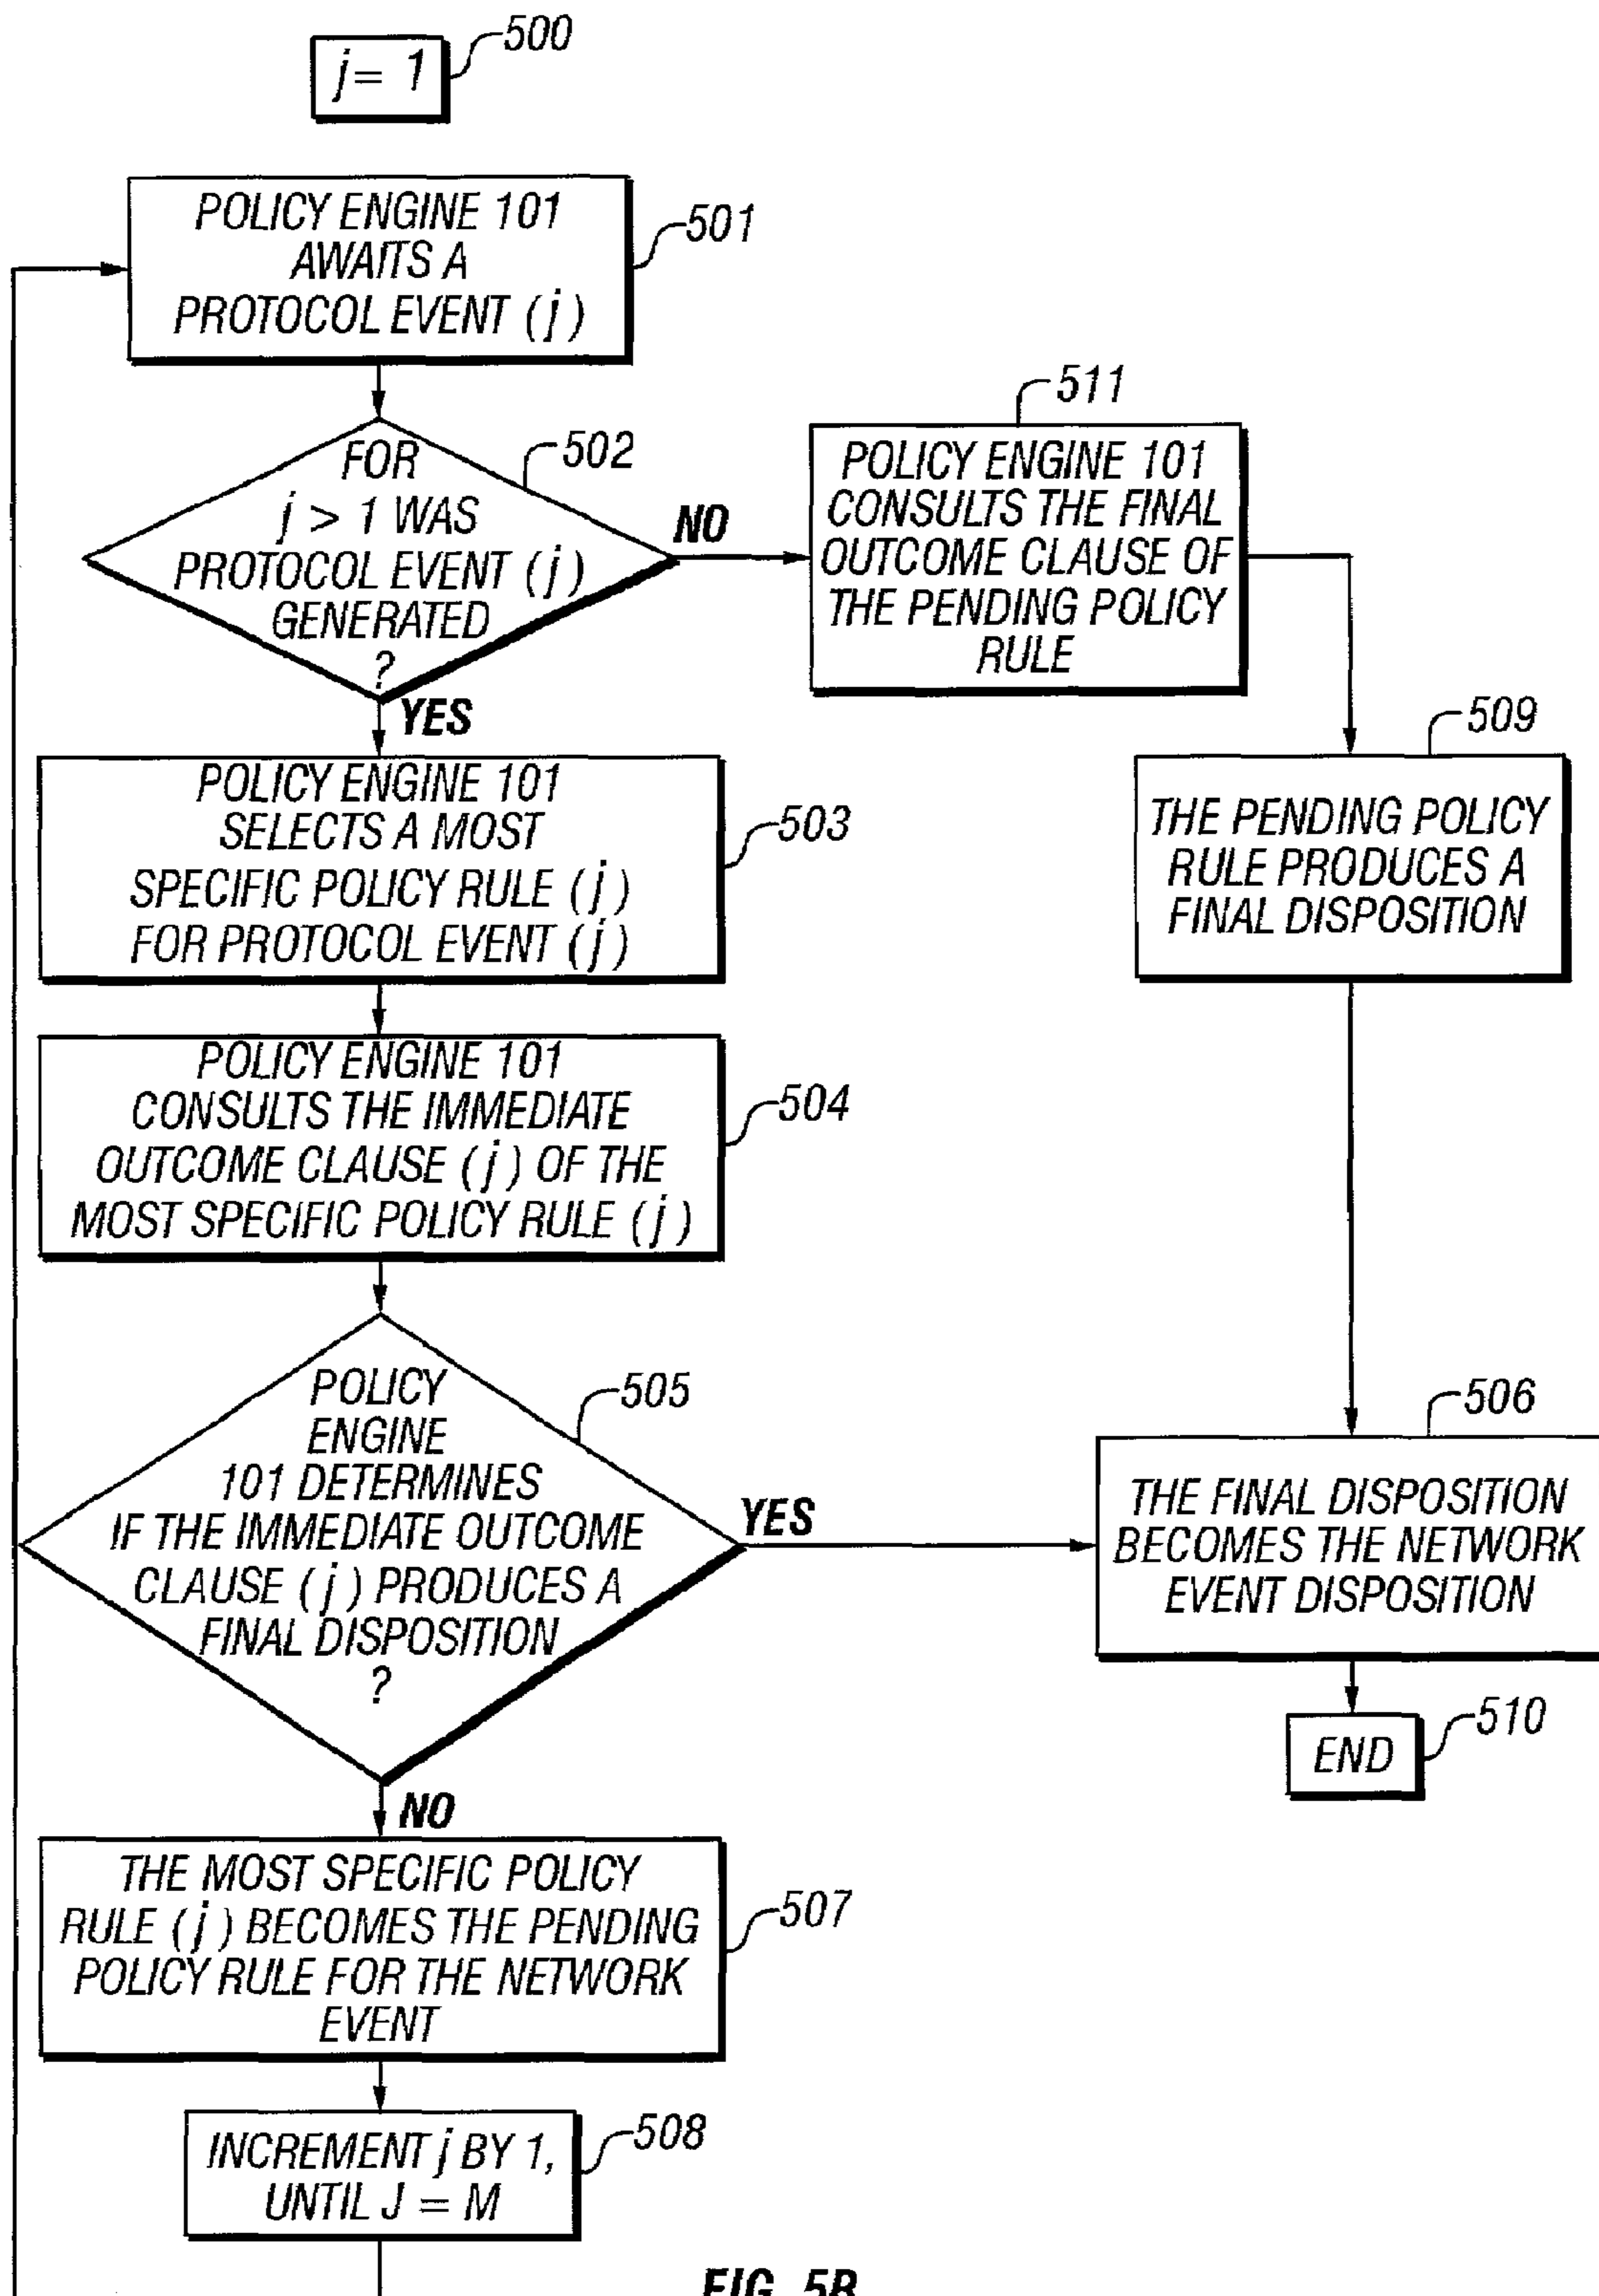 j = 1
500
POLICY ENGINE 101
AWAITS A
PROTOCOL EVENT (j)
501
FOR
j > 1 WAS
PROTOCOL EVENT (j)
GENERATED
?
502
NO
YES
511
POLICY ENGINE 101
CONSULTS THE FINAL
OUTCOME CLAUSE OF
THE PENDING POLICY
RULE
509
THE PENDING POLICY
RULE PRODUCES A
FINAL DISPOSITION
POLICY ENGINE 101
SELECTS A MOST
SPECIFIC POLICY RULE (j)
FOR PROTOCOL EVENT (j)
503
POLICY ENGINE 101
CONSULTS THE IMMEDIATE
OUTCOME CLAUSE (j) OF THE
MOST SPECIFIC POLICY RULE (j)
504
POLICY
ENGINE
101 DETERMINES
IF THE IMMEDIATE OUTCOME
CLAUSE (j) PRODUCES A
FINAL DISPOSITION
?
505
YES
NO
506
THE FINAL DISPOSITION
BECOMES THE NETWORK
EVENT DISPOSITION
END
510
THE MOST SPECIFIC POLICY
RULE (j) BECOMES THE PENDING
POLICY RULE FOR THE NETWORK
EVENT
507
INCREMENT j BY 1,
UNTIL J = M
508
FIG. 5B